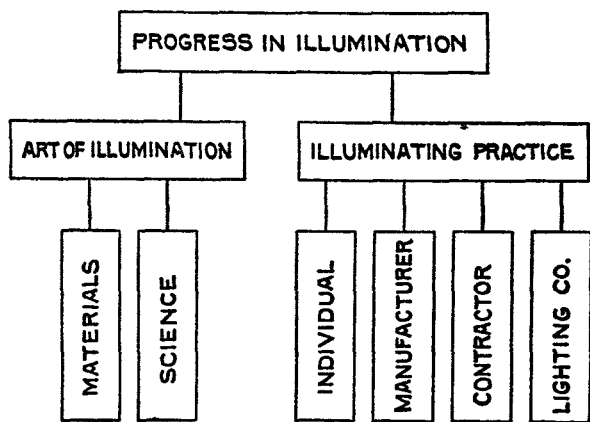 PROGRESS IN ILLUMINATION
ART OF ILLUMINATION
ILLUMINATING PRACTICE
MATERIALS
SCIENCE
INDIVIDUAL
MANUFACTURER
CONTRACTOR
LIGHTING CO.